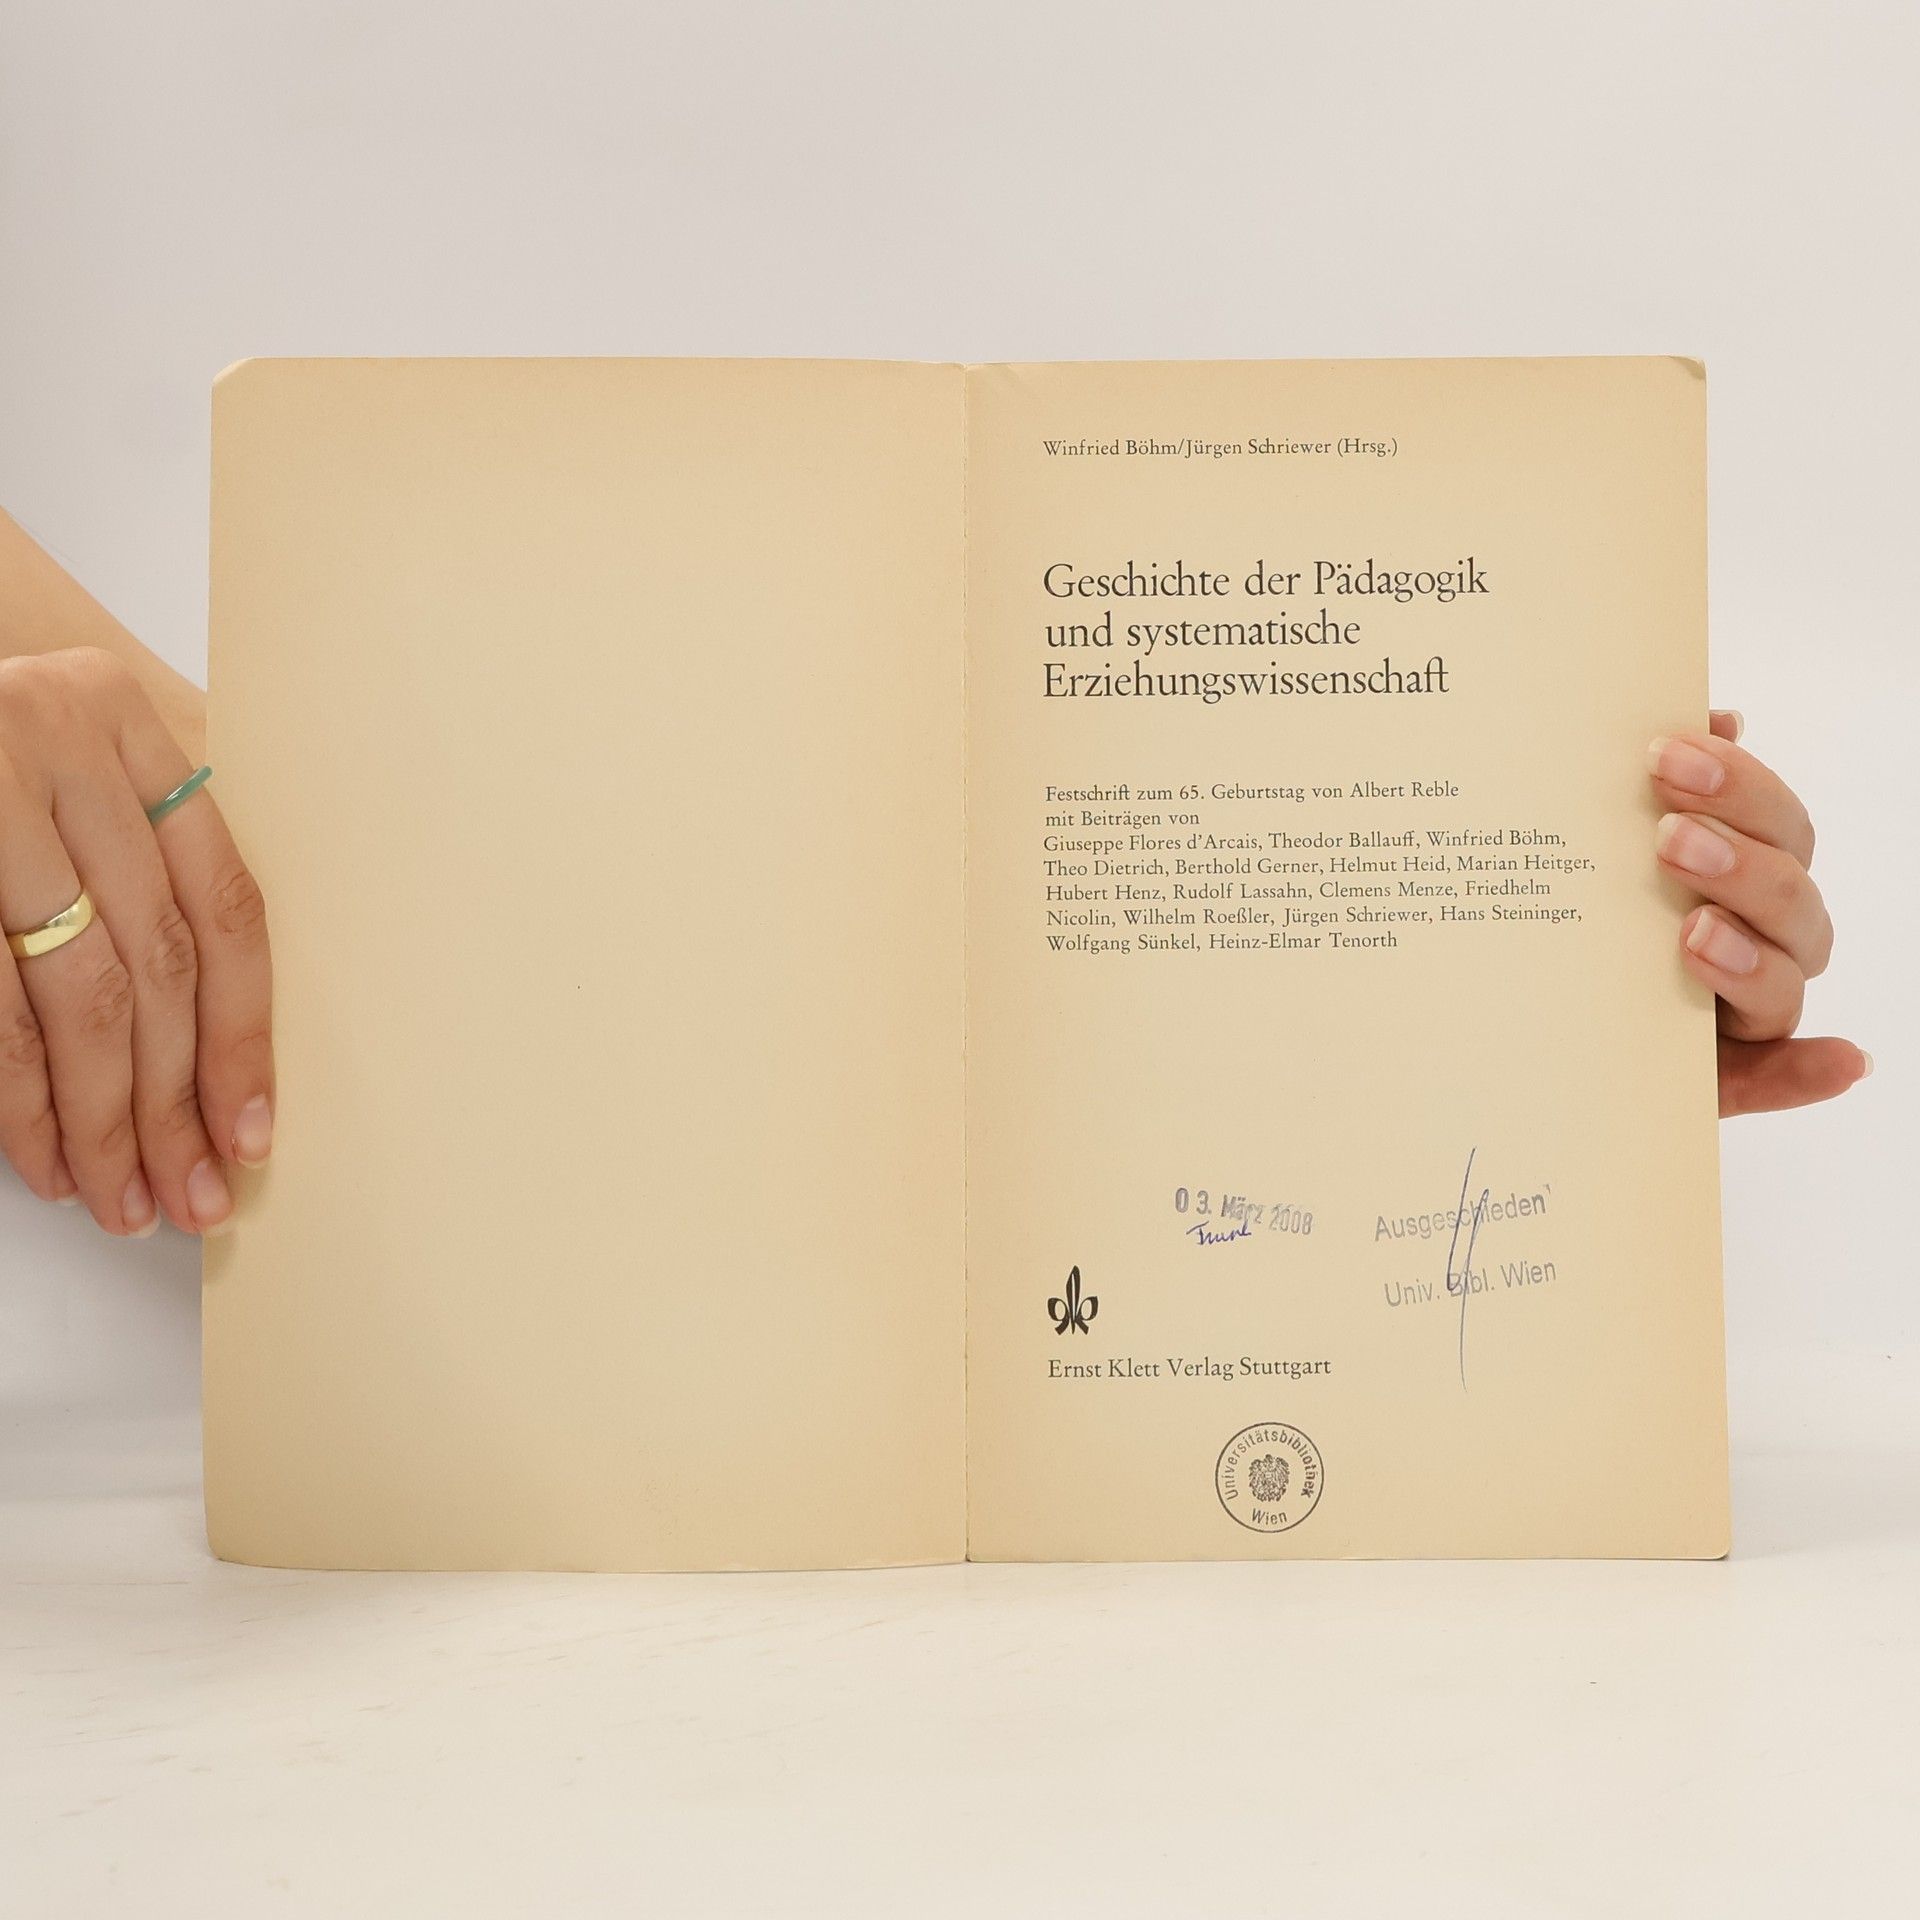 Winfried Böhm/Jürgen Schriewer (Hrsg.)
Geschichte der Pädagogik
und systematische
Erziehungswissenschaft
Festschrift zum 65. Geburtstag von Albert Reble
mit Beiträgen von
Giuseppe Flores d'Arcais, Theodor Ballauff, Winfried Böhm,
Theo Dietrich, Berthold Gerner, Helmut Heid, Marian Heitger,
Hubert Henz, Rudolf Lassahn, Clemens Menze, Friedhelm
Nicolin, Wilhelm Roeßler, Jürgen Schriewer, Hans Steininger,
Wolfgang Sünkel, Heinz-Elmar Tenorth
03. März 2008
Ausgeschieden
Univ. Bibl. Wien
Ernst Klett Verlag Stuttgart
Universitätsbibliothek
Wien